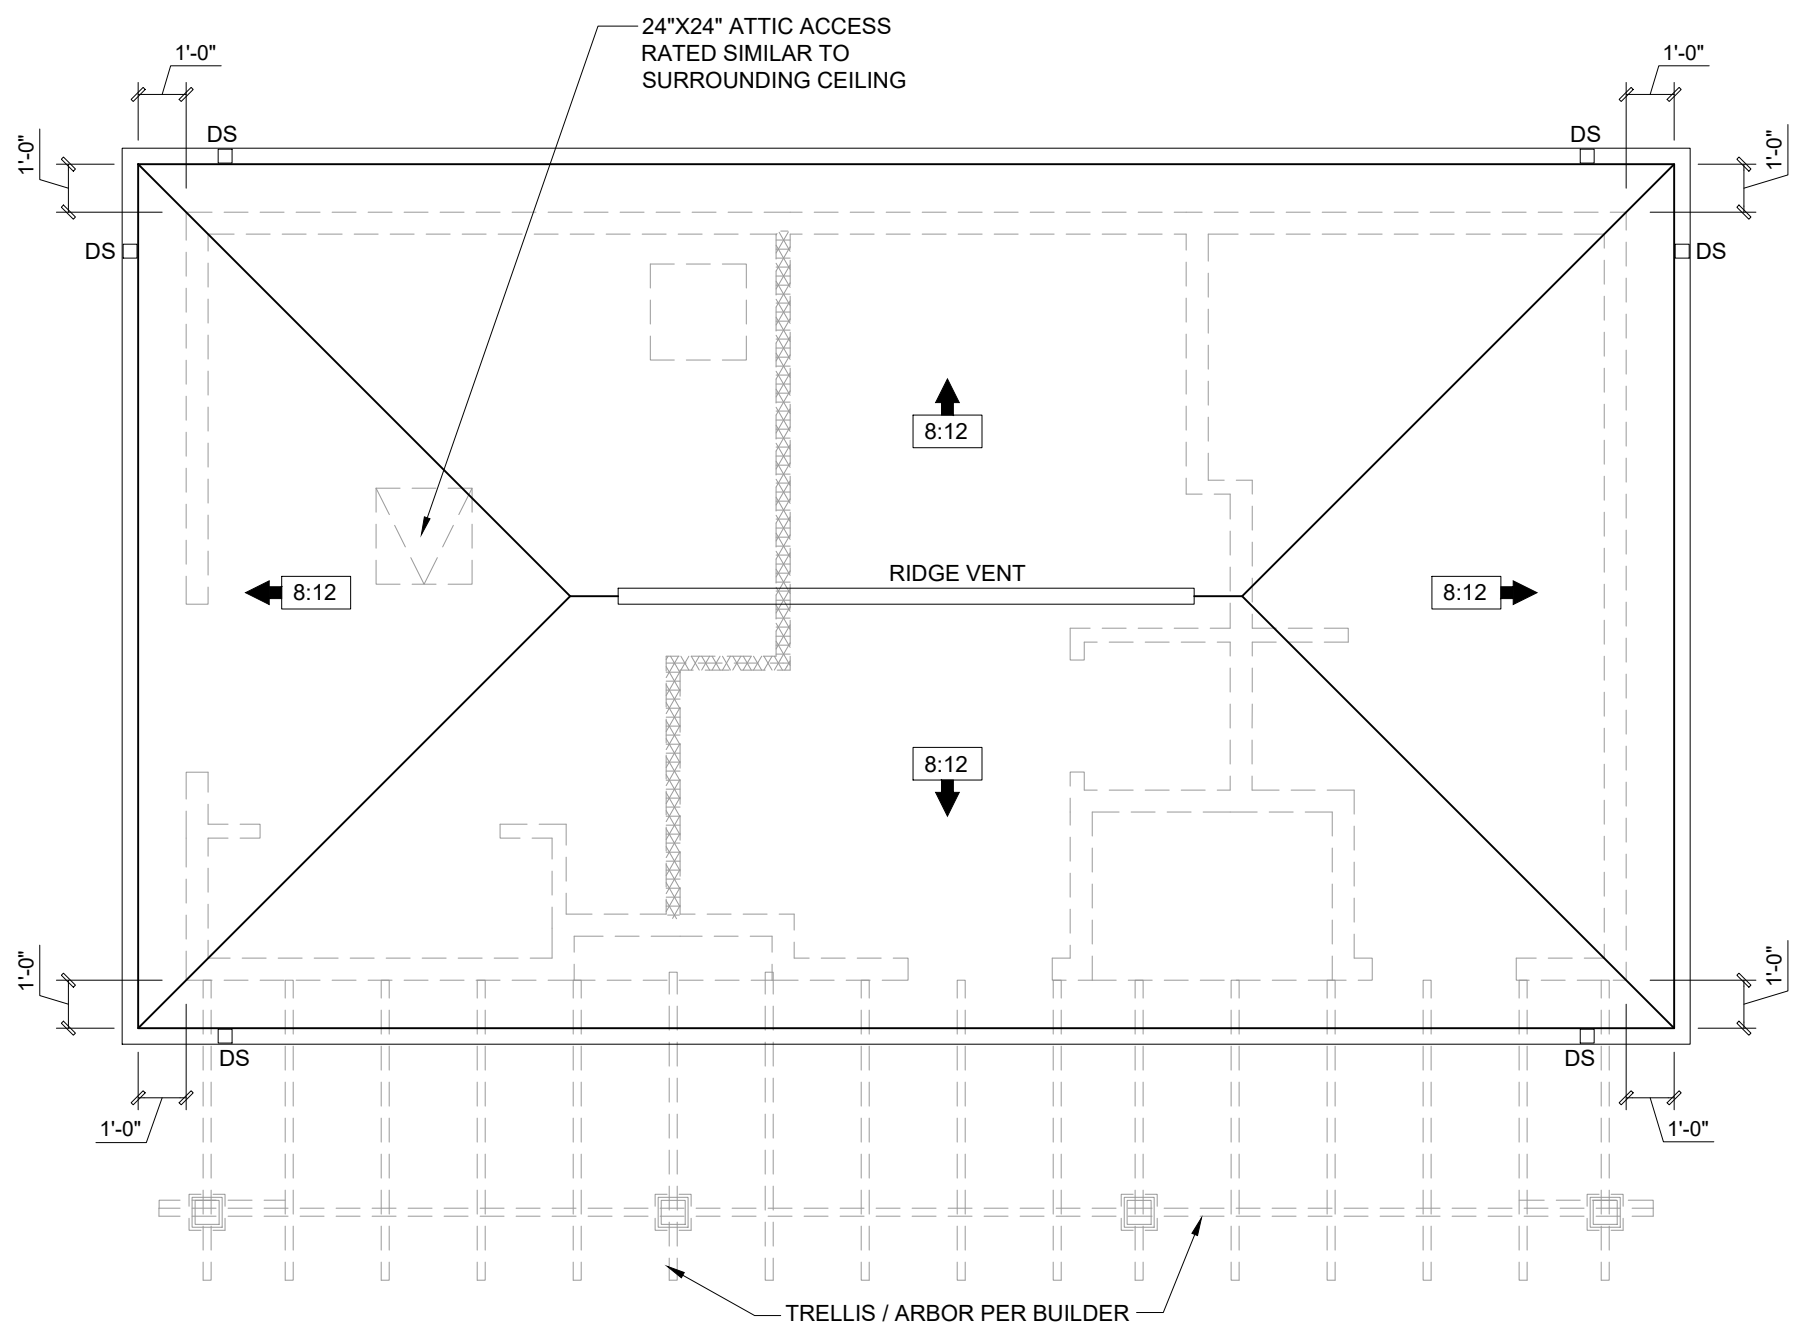 24"X24" ATTIC ACCESS
RATED SIMILAR TO
SURROUNDING CEILING
1'-0"
1'-0"
DS
DS
1'-0"
1'-0"
DS
DS
8:12
RIDGE VENT
8:12
8:12
8:12
1'-0"
1'-0"
DS
DS
1'-0"
1'-0"
TRELLIS / ARBOR PER BUILDER